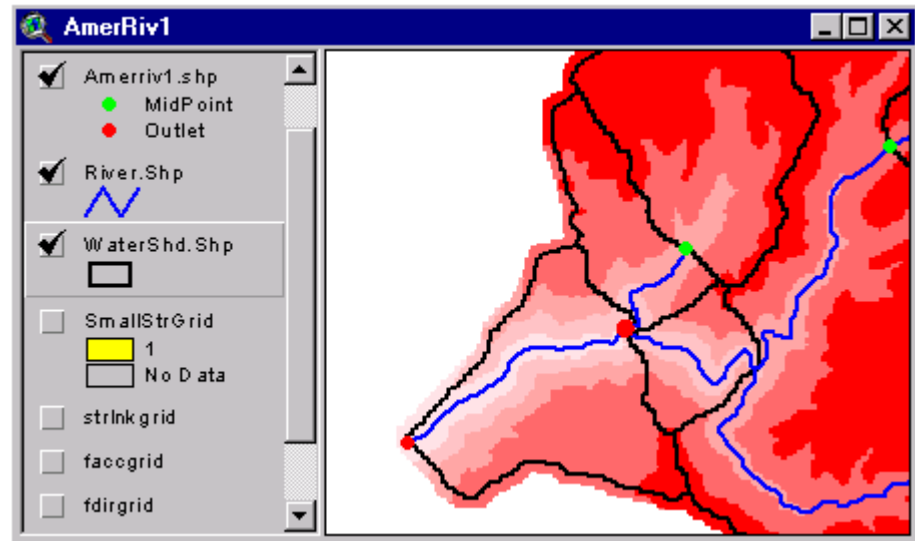 AmerRiv1
Amerriv1.shp
MidPoint
Outlet
River.Shp
WaterShd.Shp
SmallStrGrid
1
No Data
strlnkgrid
faccgrid
fdirgrid